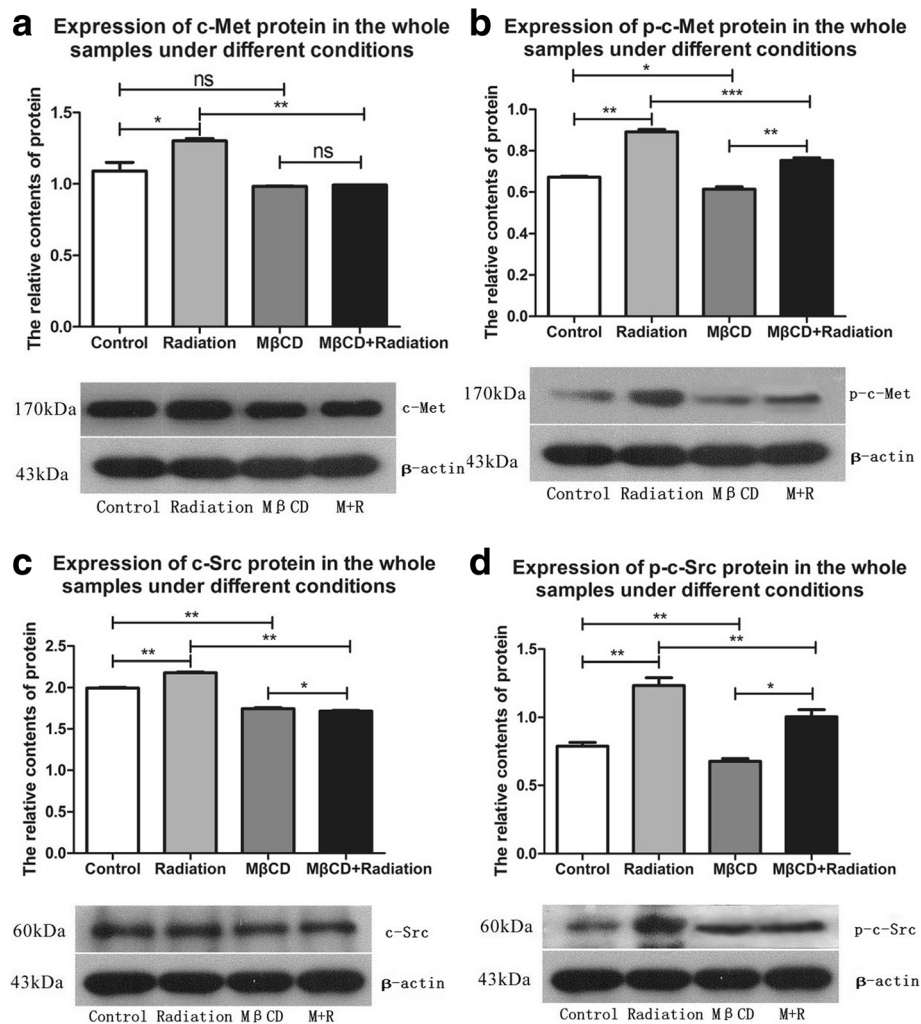 a Expression of c-Met protein in the whole
samples under different conditions
The relative contents of protein
1.5
1.0
0.5
0.0
ns
**
*
ns
Control Radiation MβCD MβCD+Radiation
170kDa c-Met
43kDa β-actin
Control Radiation MβCD M+R
b Expression of p-c-Met protein in the whole
samples under different conditions
The relative contents of protein
1.0
0.8
0.6
0.4
0.2
0.0
*
***
**
**
Control Radiation MβCD MβCD+Radiation
170kDa p-c-Met
43kDa β-actin
Control Radiation MβCD M+R
c Expression of c-Src protein in the whole
samples under different conditions
The relative contents of protein
2.5
2.0
1.5
1.0
0.5
0.0
**
**
**
*
Control Radiation MβCD MβCD+Radiation
60kDa c-Src
43kDa β-actin
Control Radiation MβCD M+R
d Expression of p-c-Src protein in the whole
samples under different conditions
The relative contents of protein
1.5
1.0
0.5
0.0
**
**
**
*
Control Radiation MβCD MβCD+Radiation
60kDa p-c-Src
43kDa β-actin
Control Radiation MβCD M+R